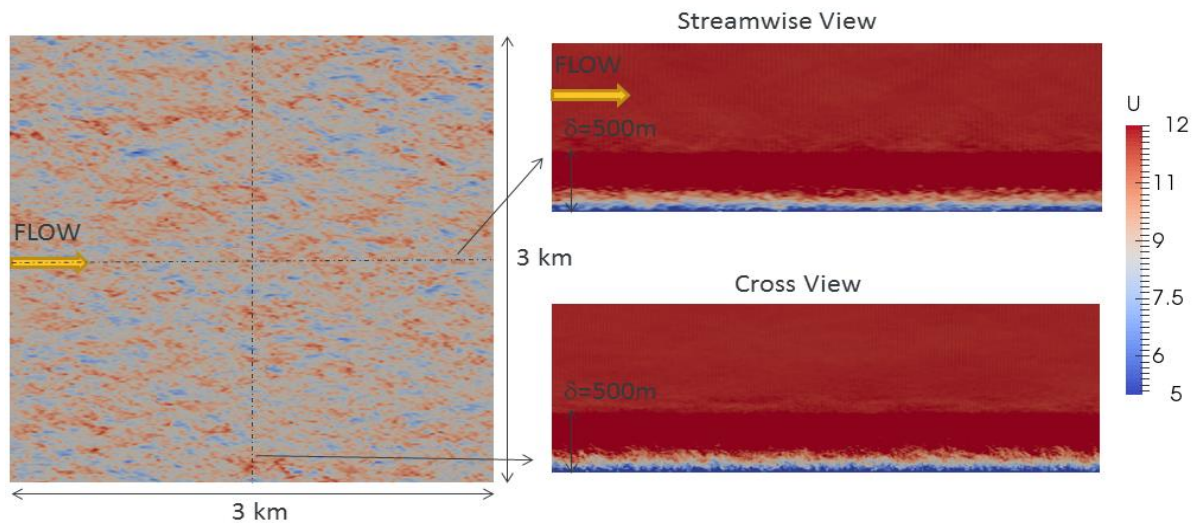 Streamwise View
FLOW
δ=500m
U
12
11
9
7.5
6
5
FLOW
3 km
Cross View
δ=500m
3 km